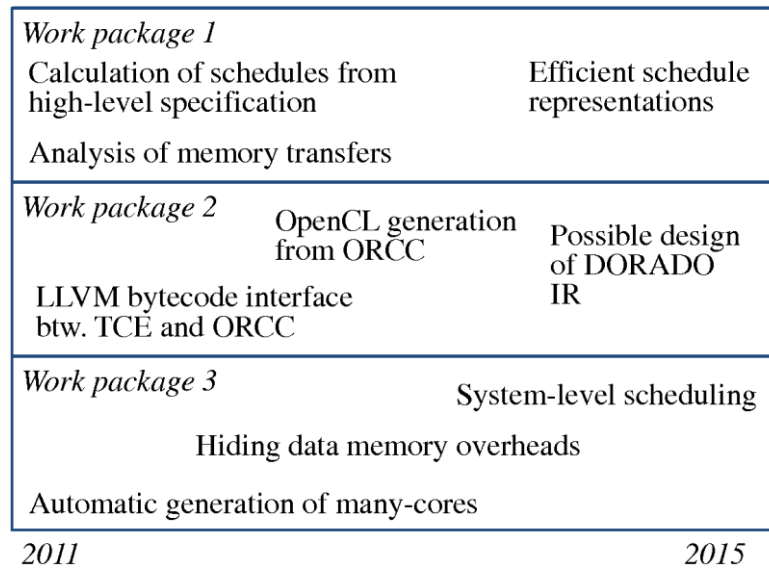 Work package 1
Calculation of schedules from
high-level specification
Efficient schedule
representations
Analysis of memory transfers
Work package 2
OpenCL generation
from ORCC
Possible design
of DORADO
IR
LLVM bytecode interface
btw. TCE and ORCC
Work package 3
System-level scheduling
Hiding data memory overheads
Automatic generation of many-cores
2011
2015